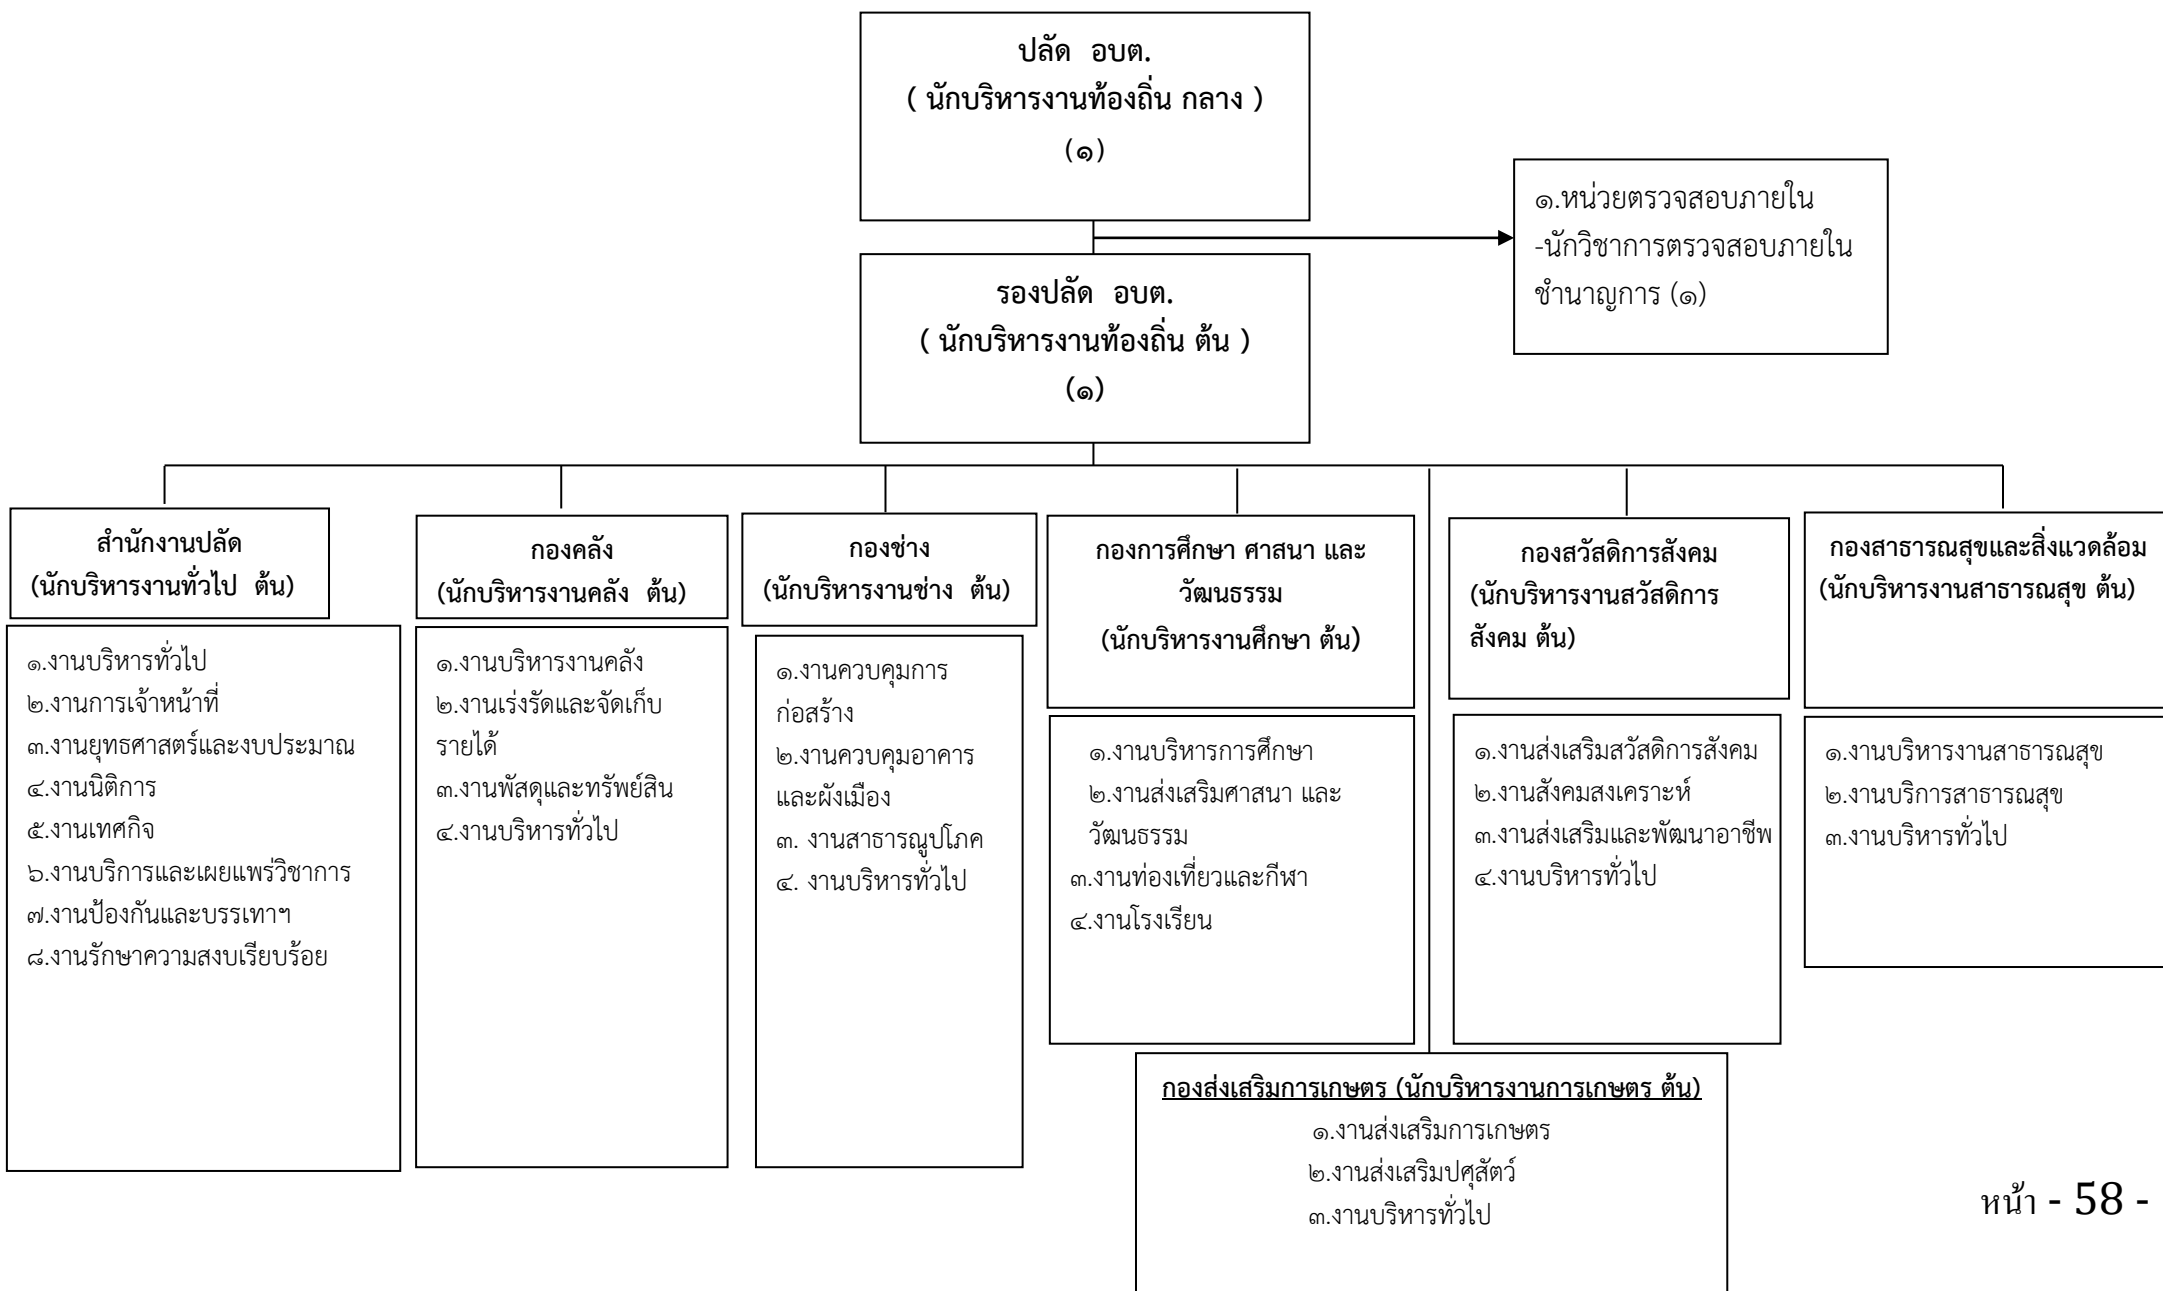 ปลัด  อบต.
( นักบริหารงานท้องถิ่น กลาง )
(๑)
๑.หน่วยตรวจสอบภายใน
-นักวิชาการตรวจสอบภายใน
ชำนาญการ (๑)
รองปลัด  อบต.
( นักบริหารงานท้องถิ่น ต้น )
(๑)
สำนักงานปลัด
(นักบริหารงานทั่วไป  ต้น)
๑.งานบริหารทั่วไป
๒.งานการเจ้าหน้าที่
๓.งานยุทธศาสตร์และงบประมาณ
๔.งานนิติการ
๕.งานเทศกิจ
๖.งานบริการและเผยแพร่วิชาการ
๗.งานป้องกันและบรรเทาฯ
๘.งานรักษาความสงบเรียบร้อย
กองคลัง
(นักบริหารงานคลัง  ต้น)
๑.งานบริหารงานคลัง
๒.งานเร่งรัดและจัดเก็บ
รายได้
๓.งานพัสดุและทรัพย์สิน
๔.งานบริหารทั่วไป
กองช่าง
(นักบริหารงานช่าง  ต้น)
๑.งานควบคุมการ
ก่อสร้าง
๒.งานควบคุมอาคาร
และผังเมือง
๓. งานสาธารณูปโภค
๔. งานบริหารทั่วไป
กองการศึกษา ศาสนา และ
วัฒนธรรม
(นักบริหารงานศึกษา ต้น)
๑.งานบริหารการศึกษา
๒.งานส่งเสริมศาสนา และ
วัฒนธรรม
๓.งานท่องเที่ยวและกีฬา
๔.งานโรงเรียน
กองสวัสดิการสังคม
(นักบริหารงานสวัสดิการ
สังคม ต้น)
๑.งานส่งเสริมสวัสดิการสังคม
๒.งานสังคมสงเคราะห์
๓.งานส่งเสริมและพัฒนาอาชีพ
๔.งานบริหารทั่วไป
กองสาธารณสุขและสิ่งแวดล้อม
(นักบริหารงานสาธารณสุข ต้น)
๑.งานบริหารงานสาธารณสุข
๒.งานบริการสาธารณสุข
๓.งานบริหารทั่วไป
กองส่งเสริมการเกษตร (นักบริหารงานการเกษตร ต้น)
๑.งานส่งเสริมการเกษตร
๒.งานส่งเสริมปศุสัตว์
๓.งานบริหารทั่วไป
หน้า - 58 -